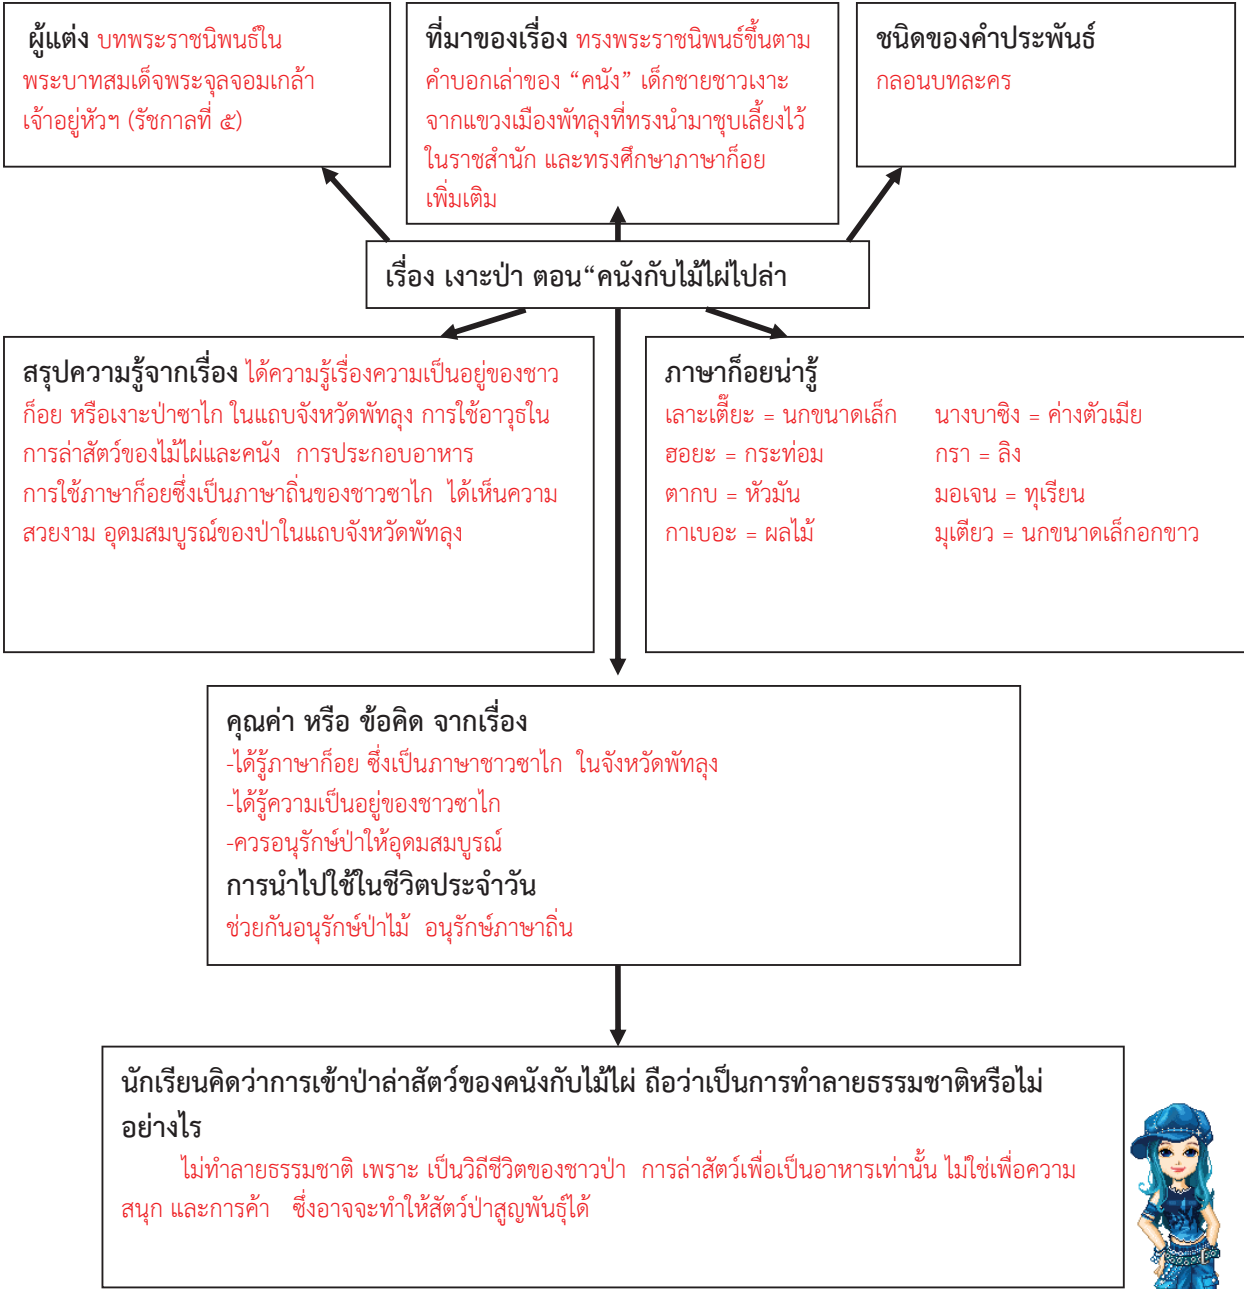 ผู้แต่ง บทพระราชนิพนธ์ใน
พระบาทสมเด็จพระจุลจอมเกล้า
เจ้าอยู่หัวฯ (รัชกาลที่ ๕)
ที่มาของเรื่อง ทรงพระราชนิพนธ์ขึ้นตาม
คำบอกเล่าของ “คนัง” เด็กชายชาวเงาะ
จากแขวงเมืองพัทลุงที่ทรงนำมาชุบเลี้ยงไว้
ในราชสำนัก และทรงศึกษาภาษาก็อย
เพิ่มเติม
ชนิดของคำประพันธ์
กลอนบทละคร
เรื่อง เงาะป่า ตอน“คนังกับไม้ไผ่ไปล่า
สรุปความรู้จากเรื่อง ได้ความรู้เรื่องความเป็นอยู่ของชาว
ก็อย หรือเงาะป่าซาไก ในแถบจังหวัดพัทลุง การใช้อาวุธใน
การล่าสัตว์ของไม้ไผ่และคนัง การประกอบอาหาร
การใช้ภาษาก็อยซึ่งเป็นภาษาถิ่นของชาวซาไก ได้เห็นความ
สวยงาม อุดมสมบูรณ์ของป่าในแถบจังหวัดพัทลุง
ภาษาก็อยน่ารู้
เลาะเตี๊ยะ = นกขนาดเล็ก นางบาซิง = ค่างตัวเมีย
ฮอยะ = กระท่อม กรา = ลิง
ตากบ = หัวมัน มอเจน = ทุเรียน
กาเบอะ = ผลไม้ มุเตียว = นกขนาดเล็กอกขาว
คุณค่า หรือ ข้อคิด จากเรื่อง
-ได้รู้ภาษาก็อย ซึ่งเป็นภาษาชาวซาไก ในจังหวัดพัทลุง
-ได้รู้ความเป็นอยู่ของชาวซาไก
-ควรอนุรักษ์ป่าให้อุดมสมบูรณ์
การนำไปใช้ในชีวิตประจำวัน
ช่วยกันอนุรักษ์ป่าไม้ อนุรักษ์ภาษาถิ่น
นักเรียนคิดว่าการเข้าป่าล่าสัตว์ของคนังกับไม้ไผ่ ถือว่าเป็นการทำลายธรรมชาติหรือไม่
อย่างไร
ไม่ทำลายธรรมชาติ เพราะ เป็นวิถีชีวิตของชาวป่า การล่าสัตว์เพื่อเป็นอาหารเท่านั้น ไม่ใช่เพื่อความ
สนุก และการค้า ซึ่งอาจจะทำให้สัตว์ป่าสูญพันธุ์ได้